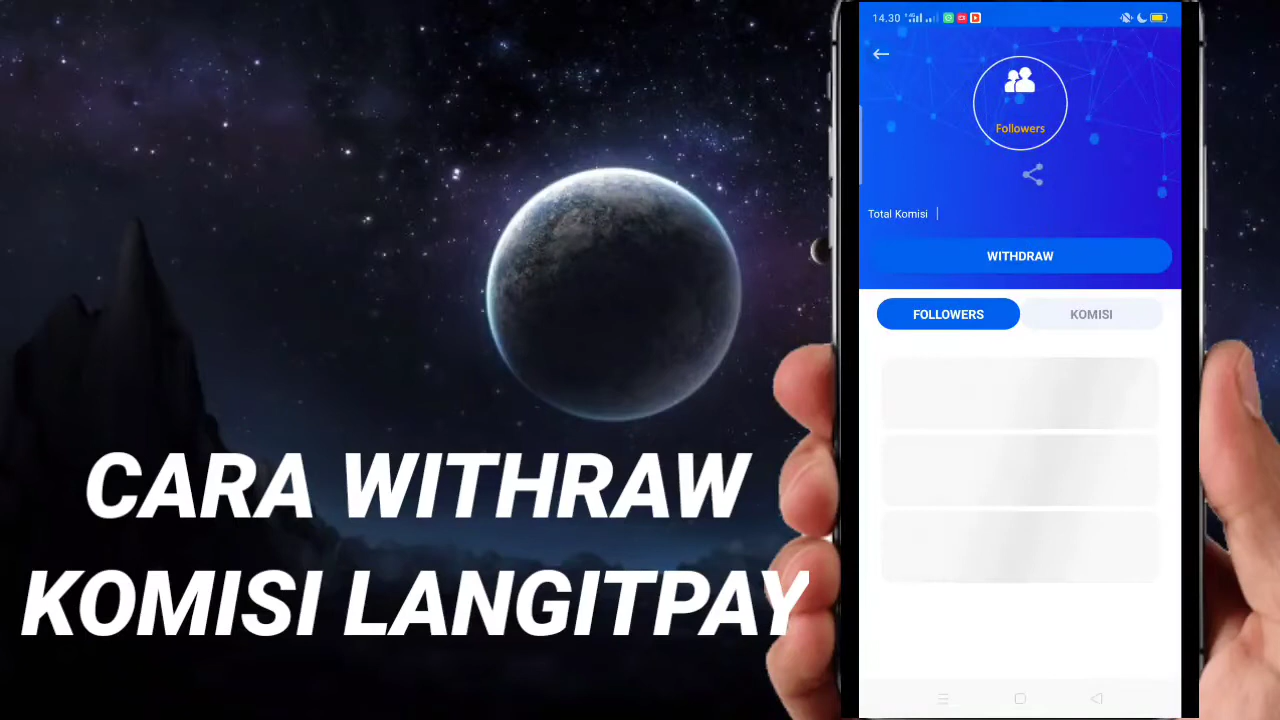 14.30
Followers
Total Komisi
WITHDRAW
FOLLOWERS
KOMISI
CARA WITHRAW
KOMISI LANGITPAY